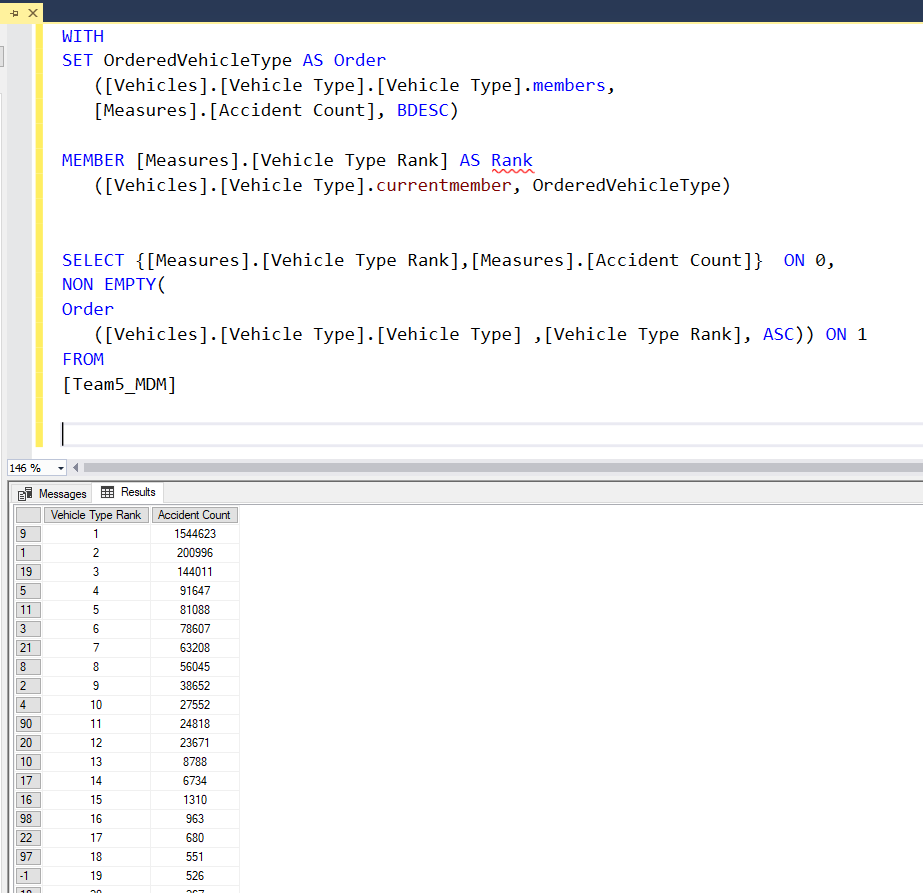 WITH
SET OrderedVehicleType AS Order
([Vehicles].[Vehicle Type].[Vehicle Type].members,
[Measures].[Accident Count], BDESC)
MEMBER [Measures].[Vehicle Type Rank] AS Rank
([Vehicles].[Vehicle Type].currentmember, OrderedVehicleType)
SELECT {[Measures].[Vehicle Type Rank],[Measures].[Accident Count]}  ON 0,
NON EMPTY(
Order
([Vehicles].[Vehicle Type].[Vehicle Type] ,[Vehicle Type Rank], ASC)) ON 1
FROM
[Team5_MDM]
146 %
Messages Results
Vehicle Type Rank Accident Count
9 1 1544623
1 2 200996
19 3 144011
5 4 91647
11 5 81088
3 6 78607
21 7 63208
8 8 56045
2 9 38652
4 10 27552
90 11 24818
20 12 23671
10 13 8788
17 14 6734
16 15 1310
98 16 963
22 17 680
97 18 551
-1 19 526